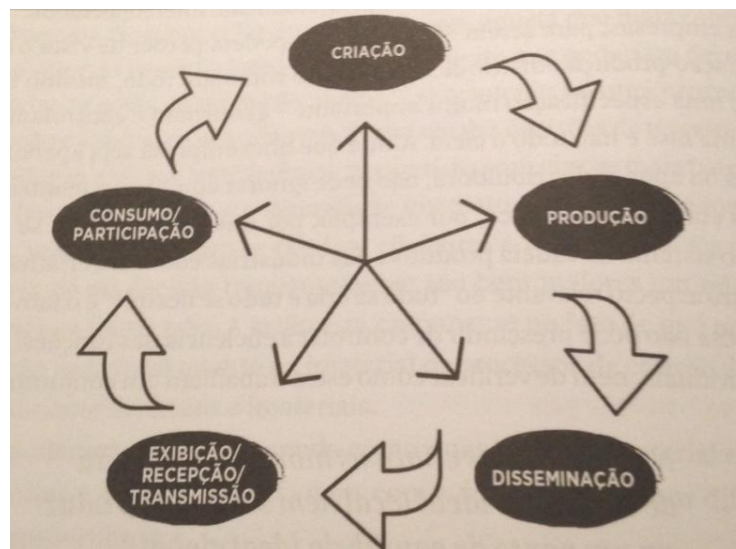 CRIAÇÃO
PRODUÇÃO
DISSEMINAÇÃO
EXIBIÇÃO/
RECEPÇÃO/
TRANSMISSÃO
CONSUMO/
PARTICIPAÇÃO